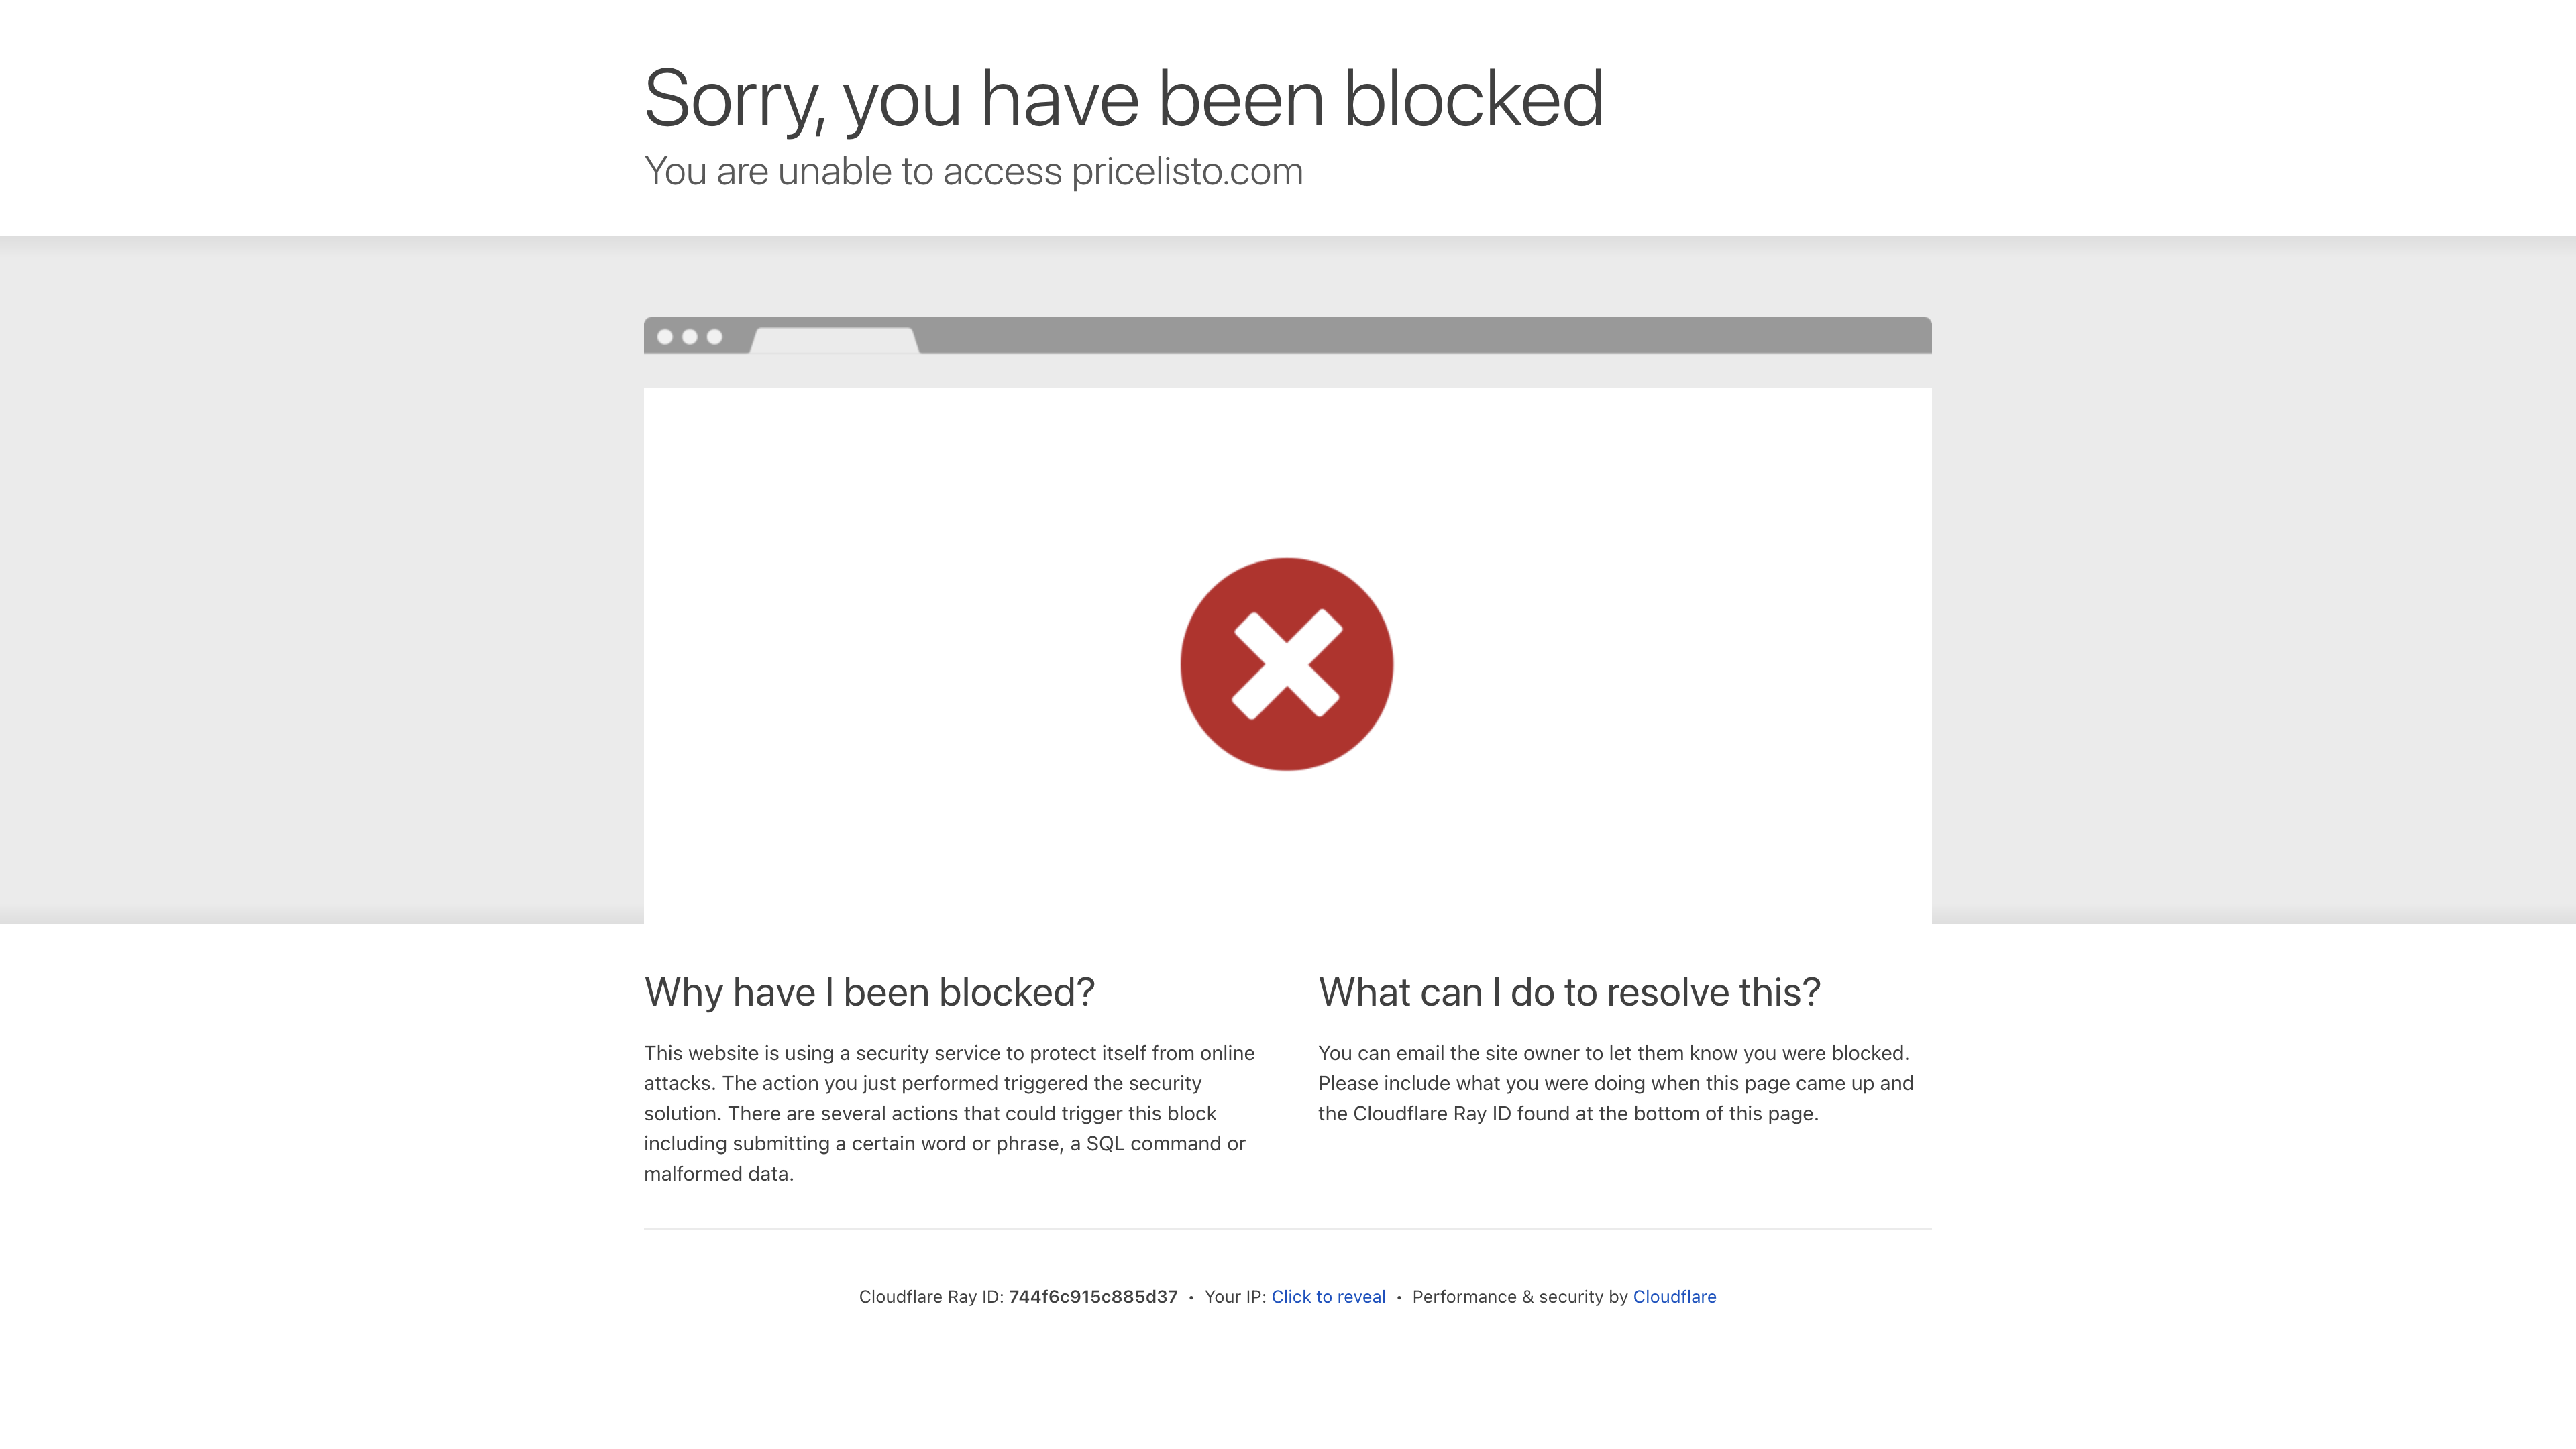 Sorry, you have been blocked
You are unable to access pricelisto.com
Why have I been blocked?
This website is using a security service to protect itself from online
attacks. The action you just performed triggered the security
solution. There are several actions that could trigger this block
including submitting a certain word or phrase, a SQL command or
malformed data.
What can I do to resolve this?
You can email the site owner to let them know you were blocked.
Please include what you were doing when this page came up and
the Cloudflare Ray ID found at the bottom of this page.
Cloudflare Ray ID: 744f6c915c885d37 • Your IP: Click to reveal • Performance & security by Cloudflare